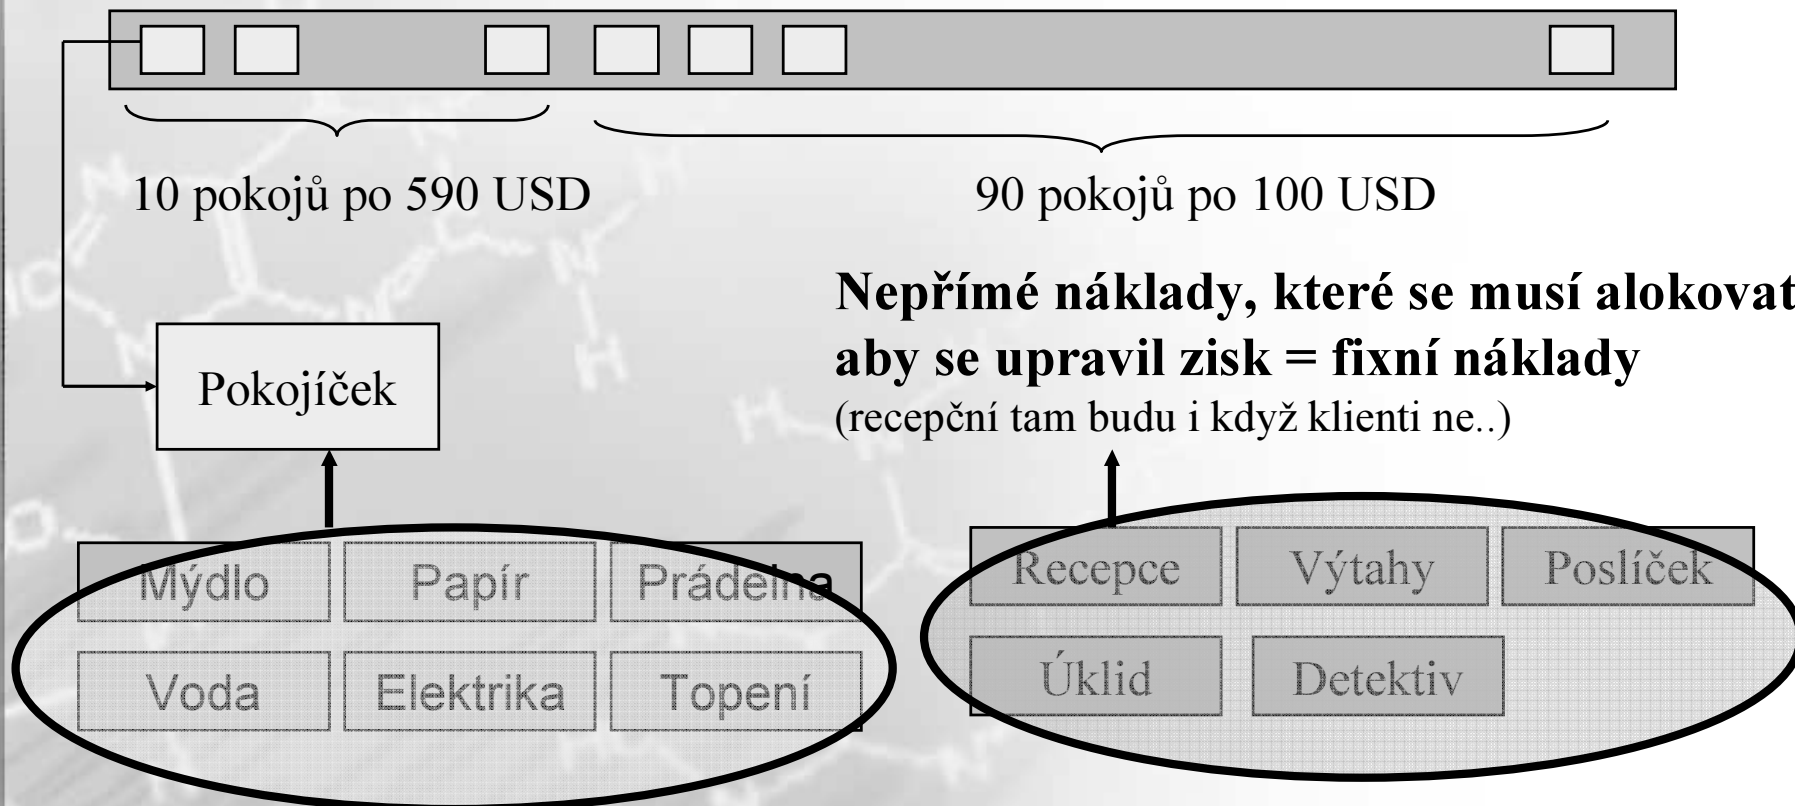 10 pokojů po 590 USD
90 pokojů po 100 USD
Nepřímé náklady, které se musí alokovat
aby se upravil zisk = fixní náklady
(recepční tam budu i když klienti ne..)
Pokojíček
Mýdlo
Papír
Prádelna
Voda
Elektrika
Topení
Recepce
Výtahy
Poslíček
Úklid
Detektiv